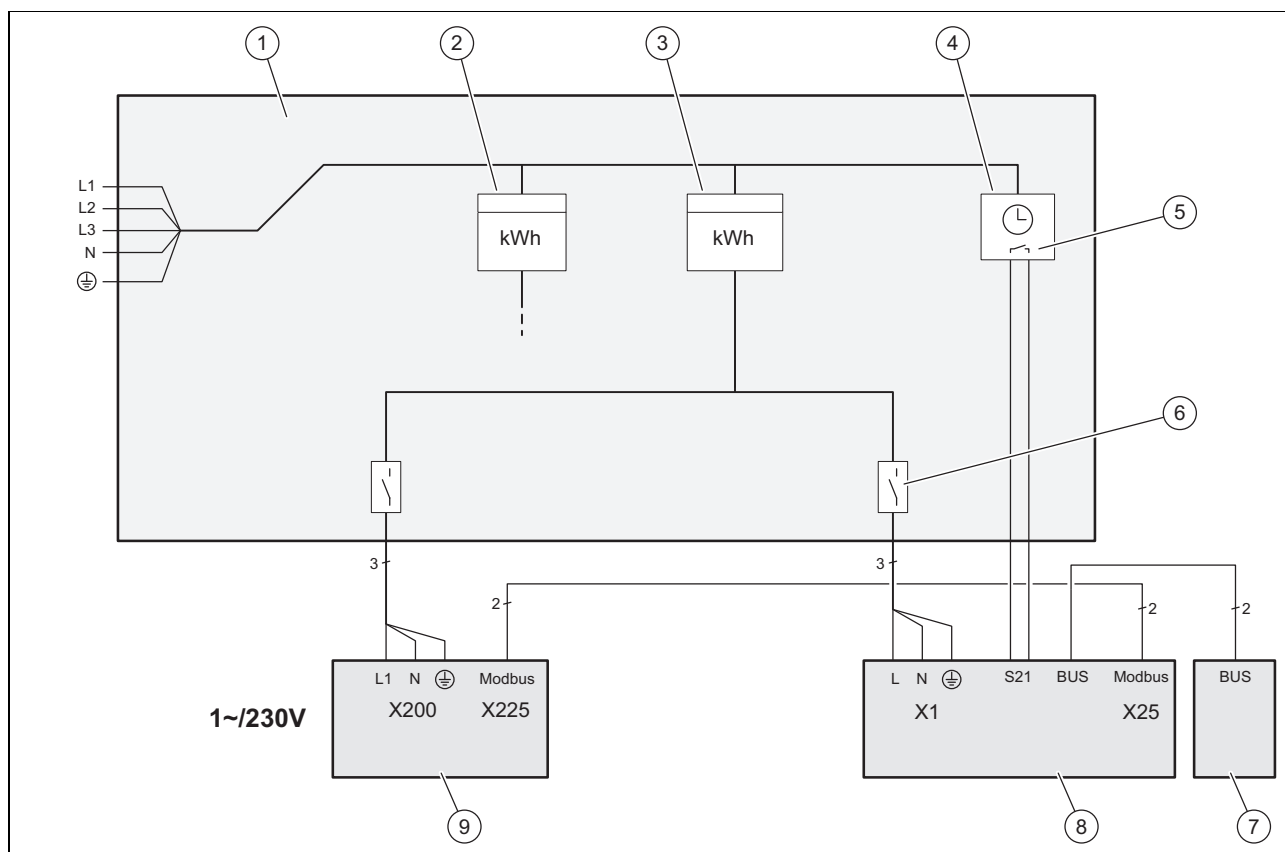 1 2 3 4
L1
L2
L3
N
kWh kWh
5
6
3 3
2 2 2
L1 N Modbus
X200 X225
L N S21 BUS Modbus
X1 X25
BUS
1~/230V
9 8 7